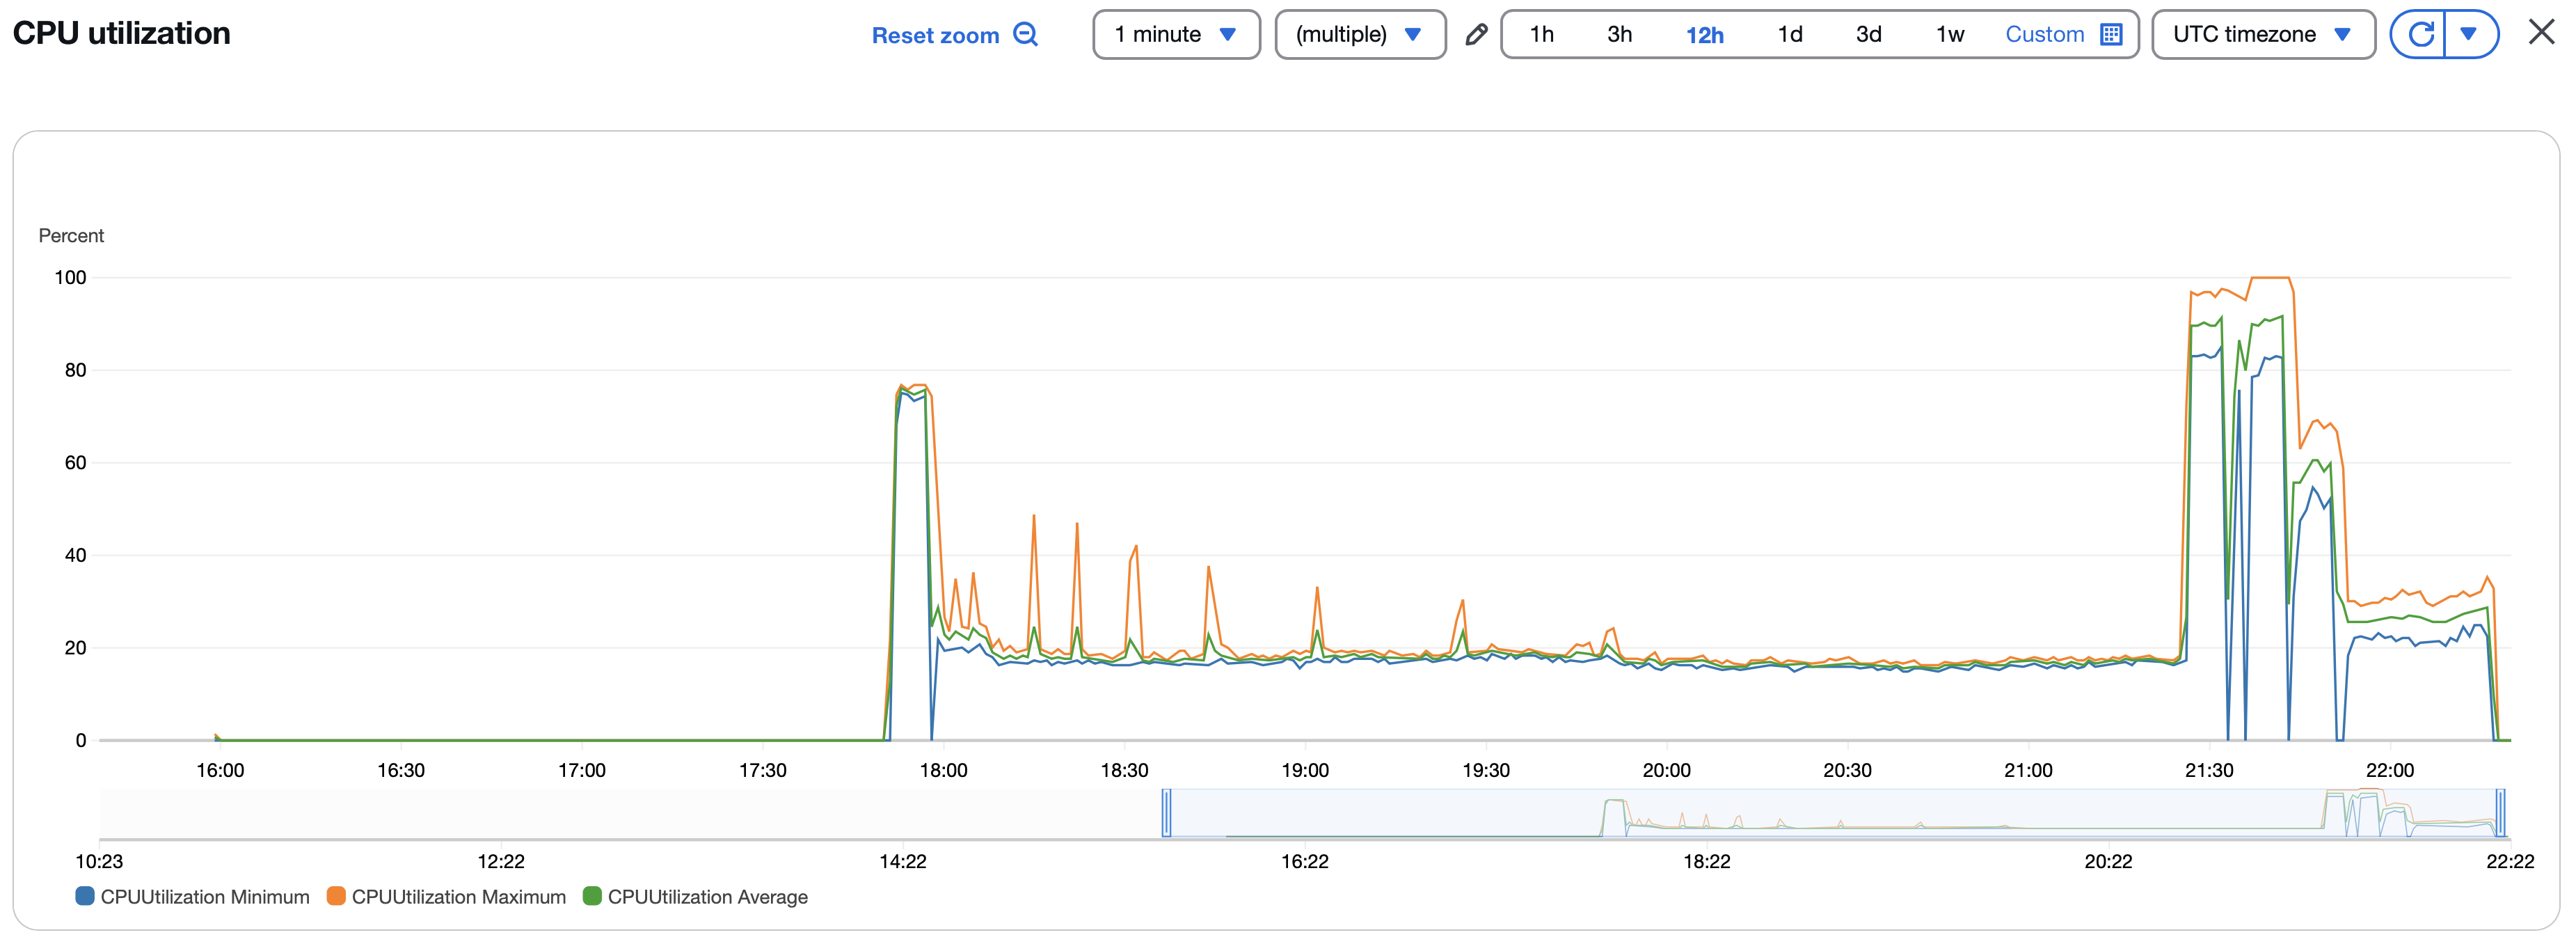 CPU utilization
Reset zoom
1 minute
(multiple)
1h 3h 12h 1d 3d 1w Custom
UTC timezone
Percent
100
80
60
40
20
0
16:00 16:30 17:00 17:30 18:00 18:30 19:00 19:30 20:00 20:30 21:00 21:30 22:00
10:23 12:22 14:22 16:22 18:22 20:22 22:22
CPUUtilization Minimum CPUUtilization Maximum CPUUtilization Average